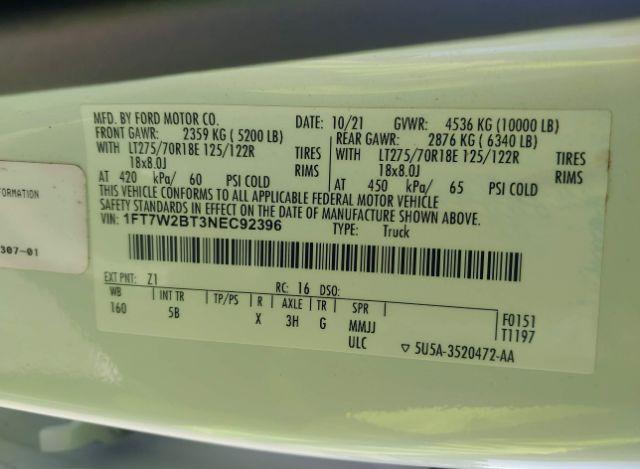 MFD. BY FORD MOTOR CO. DATE: 10/21 GVWR: 4536 KG (10000 LB)
FRONT GAWR: 2359 KG ( 5200 LB) REAR GAWR: 2876 KG ( 6340 LB)
WITH LT275/70R18E 125/122R TIRES WITH LT275/70R18E 125/122R TIRES
18x8.0J RIMS 18x8.0J RIMS
AT 420 kPa/ 60 PSI COLD AT 450 kPa/ 65 PSI COLD
THIS VEHICLE CONFORMS TO ALL APPLICABLE FEDERAL MOTOR VEHICLE
SAFETY STANDARDS IN EFFECT ON THE DATE OF MANUFACTURE SHOWN ABOVE.
VIN: 1FT7W2BT3NEC92396 TYPE: Truck
EXT PNT: Z1 RC: 16 DSO:
WB INT TR TP/PS R AXLE TR SPR F0151
160 5B X 3H G MMJJ T1197
ULC 5U5A-3520472-AA
FORMATION
307-01